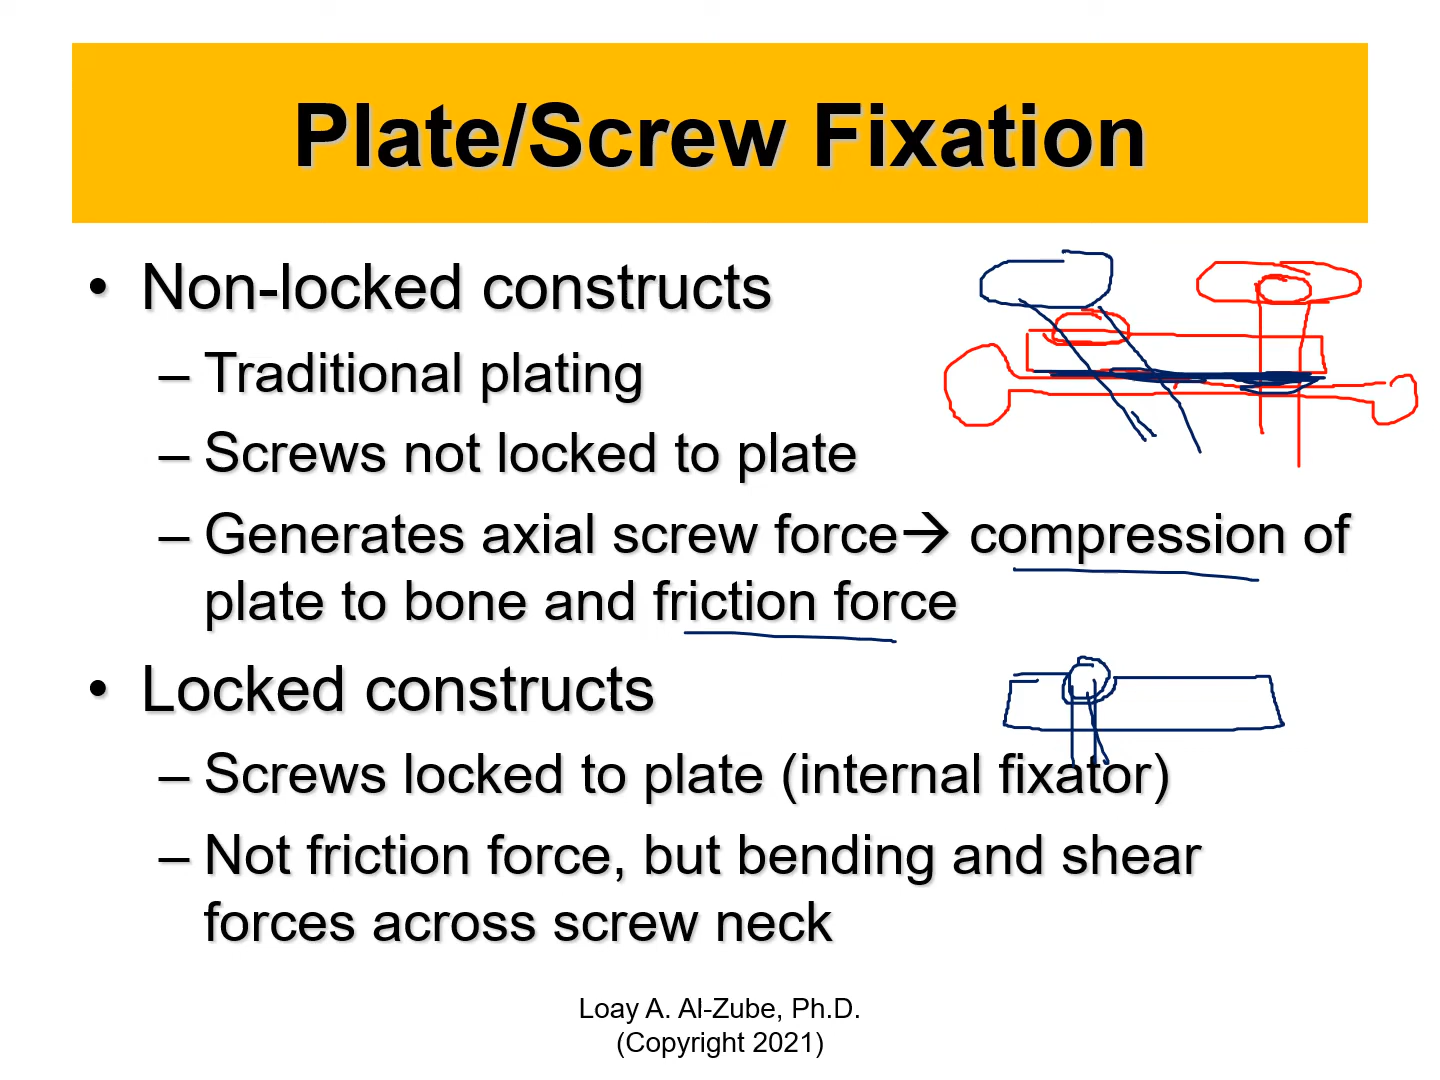 Plate/Screw Fixation
• Non-locked constructs
– Traditional plating
– Screws not locked to plate
– Generates axial screw force→ compression of
plate to bone and friction force
• Locked constructs
– Screws locked to plate (internal fixator)
– Not friction force, but bending and shear
forces across screw neck
Loay A. Al-Zube, Ph.D.
(Copyright 2021)